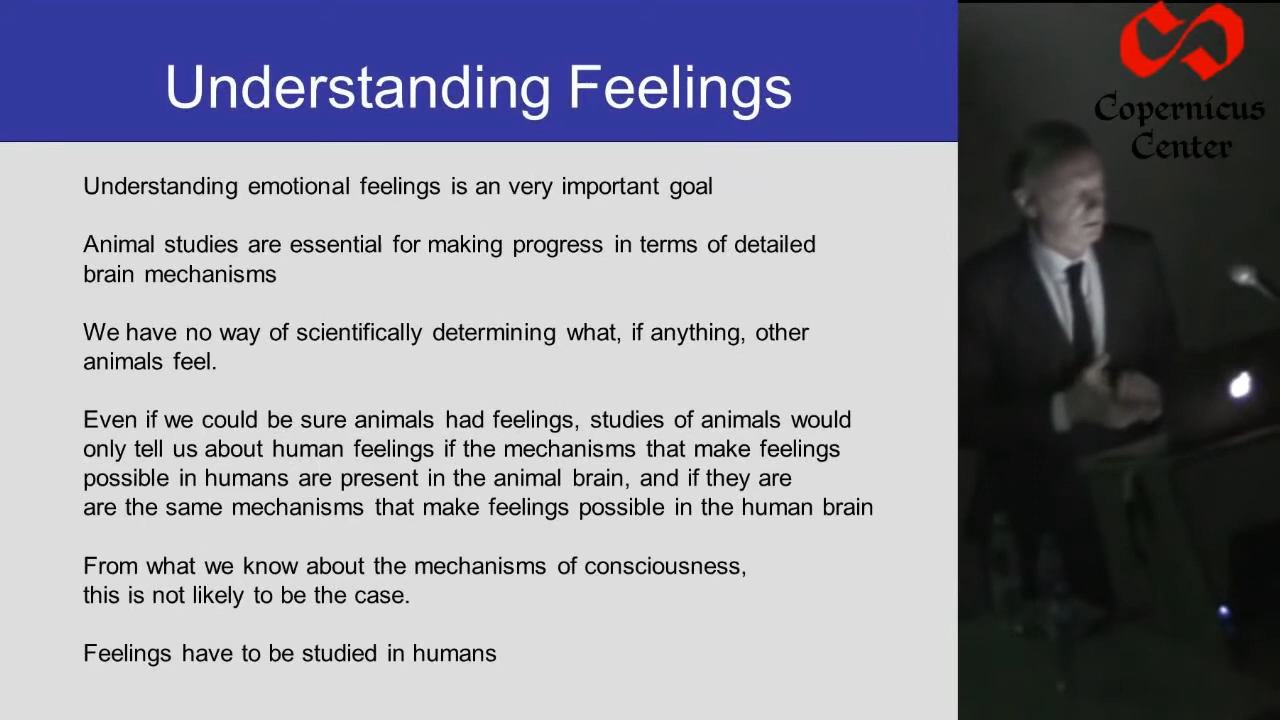 Understanding Feelings
Understanding emotional feelings is an very important goal
Animal studies are essential for making progress in terms of detailed
brain mechanisms
We have no way of scientifically determining what, if anything, other
animals feel.
Even if we could be sure animals had feelings, studies of animals would
only tell us about human feelings if the mechanisms that make feelings
possible in humans are present in the animal brain, and if they are
are the same mechanisms that make feelings possible in the human brain
From what we know about the mechanisms of consciousness,
this is not likely to be the case.
Feelings have to be studied in humans
Copernicus
Center